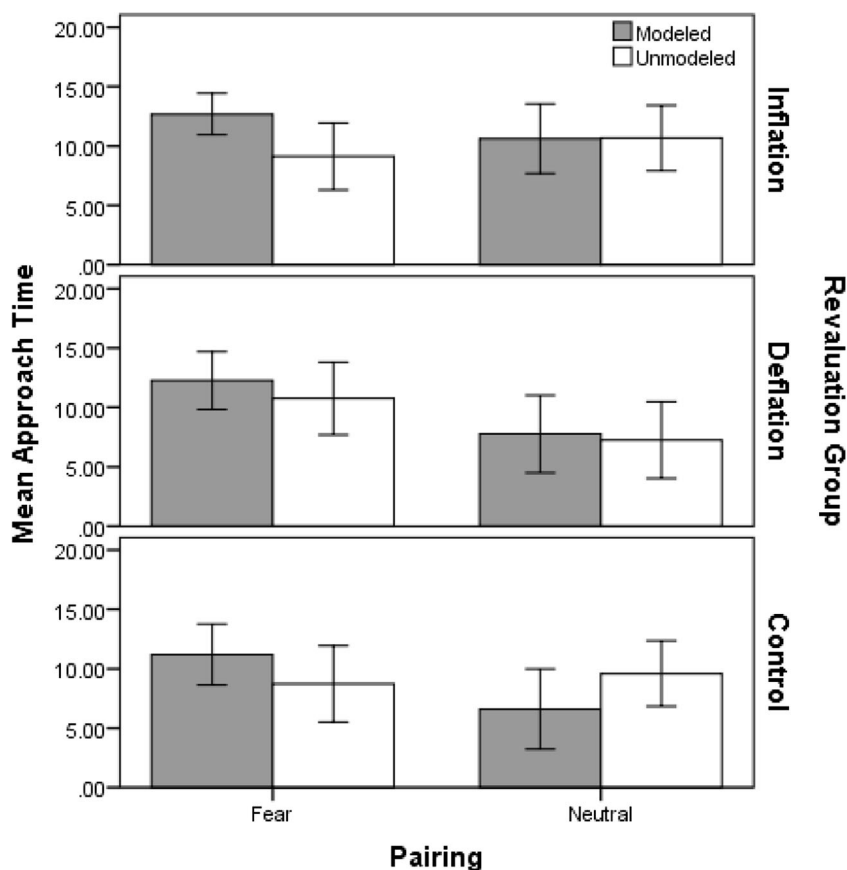 20.00
15.00
10.00
5.00
.00
Modeled
Unmodeled
Inflation
20.00
15.00
10.00
5.00
.00
Deflation
20.00
15.00
10.00
5.00
.00
Control
Mean Approach Time
Revaluation Group
Fear Neutral
Pairing